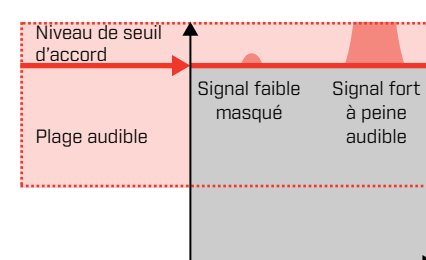 Niveau de seuil
d'accord
Signal faible
masqué
Signal fort
à peine
audible
Plage audible